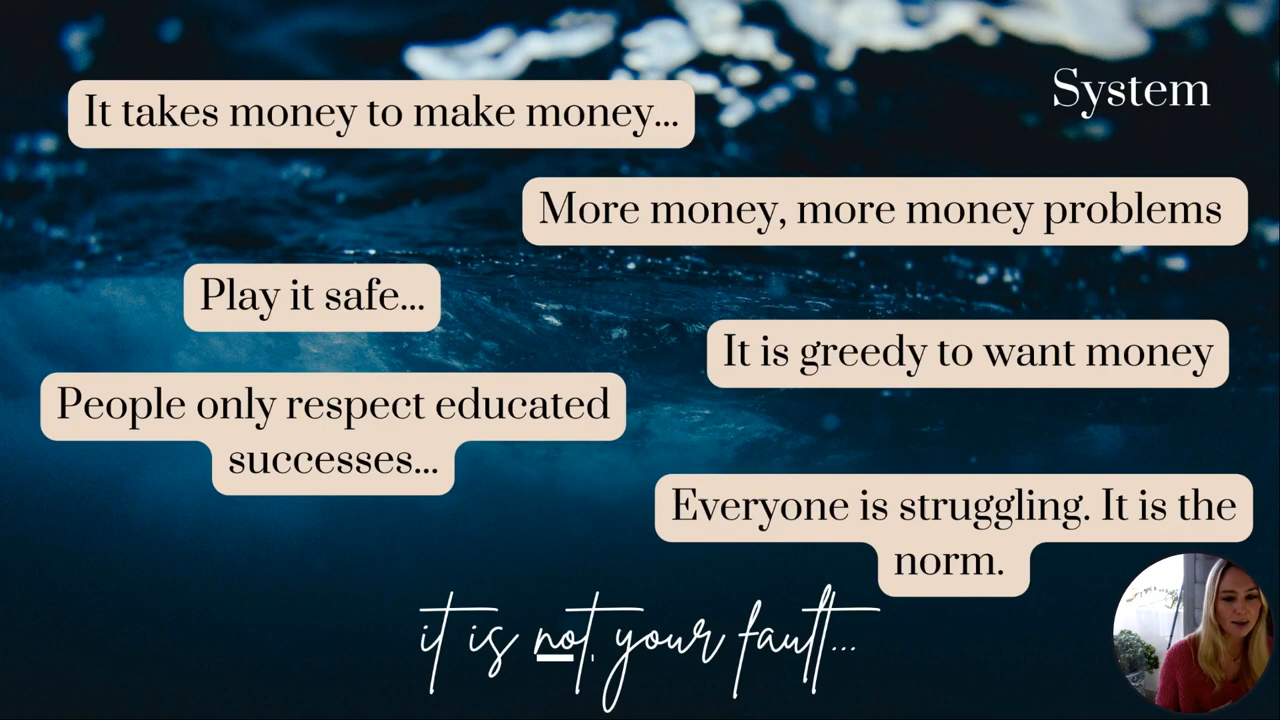 System
It takes money to make money...
More money, more money problems
Play it safe...
It is greedy to want money
People only respect educated
successes...
Everyone is struggling. It is the
norm.
it is not your fault...